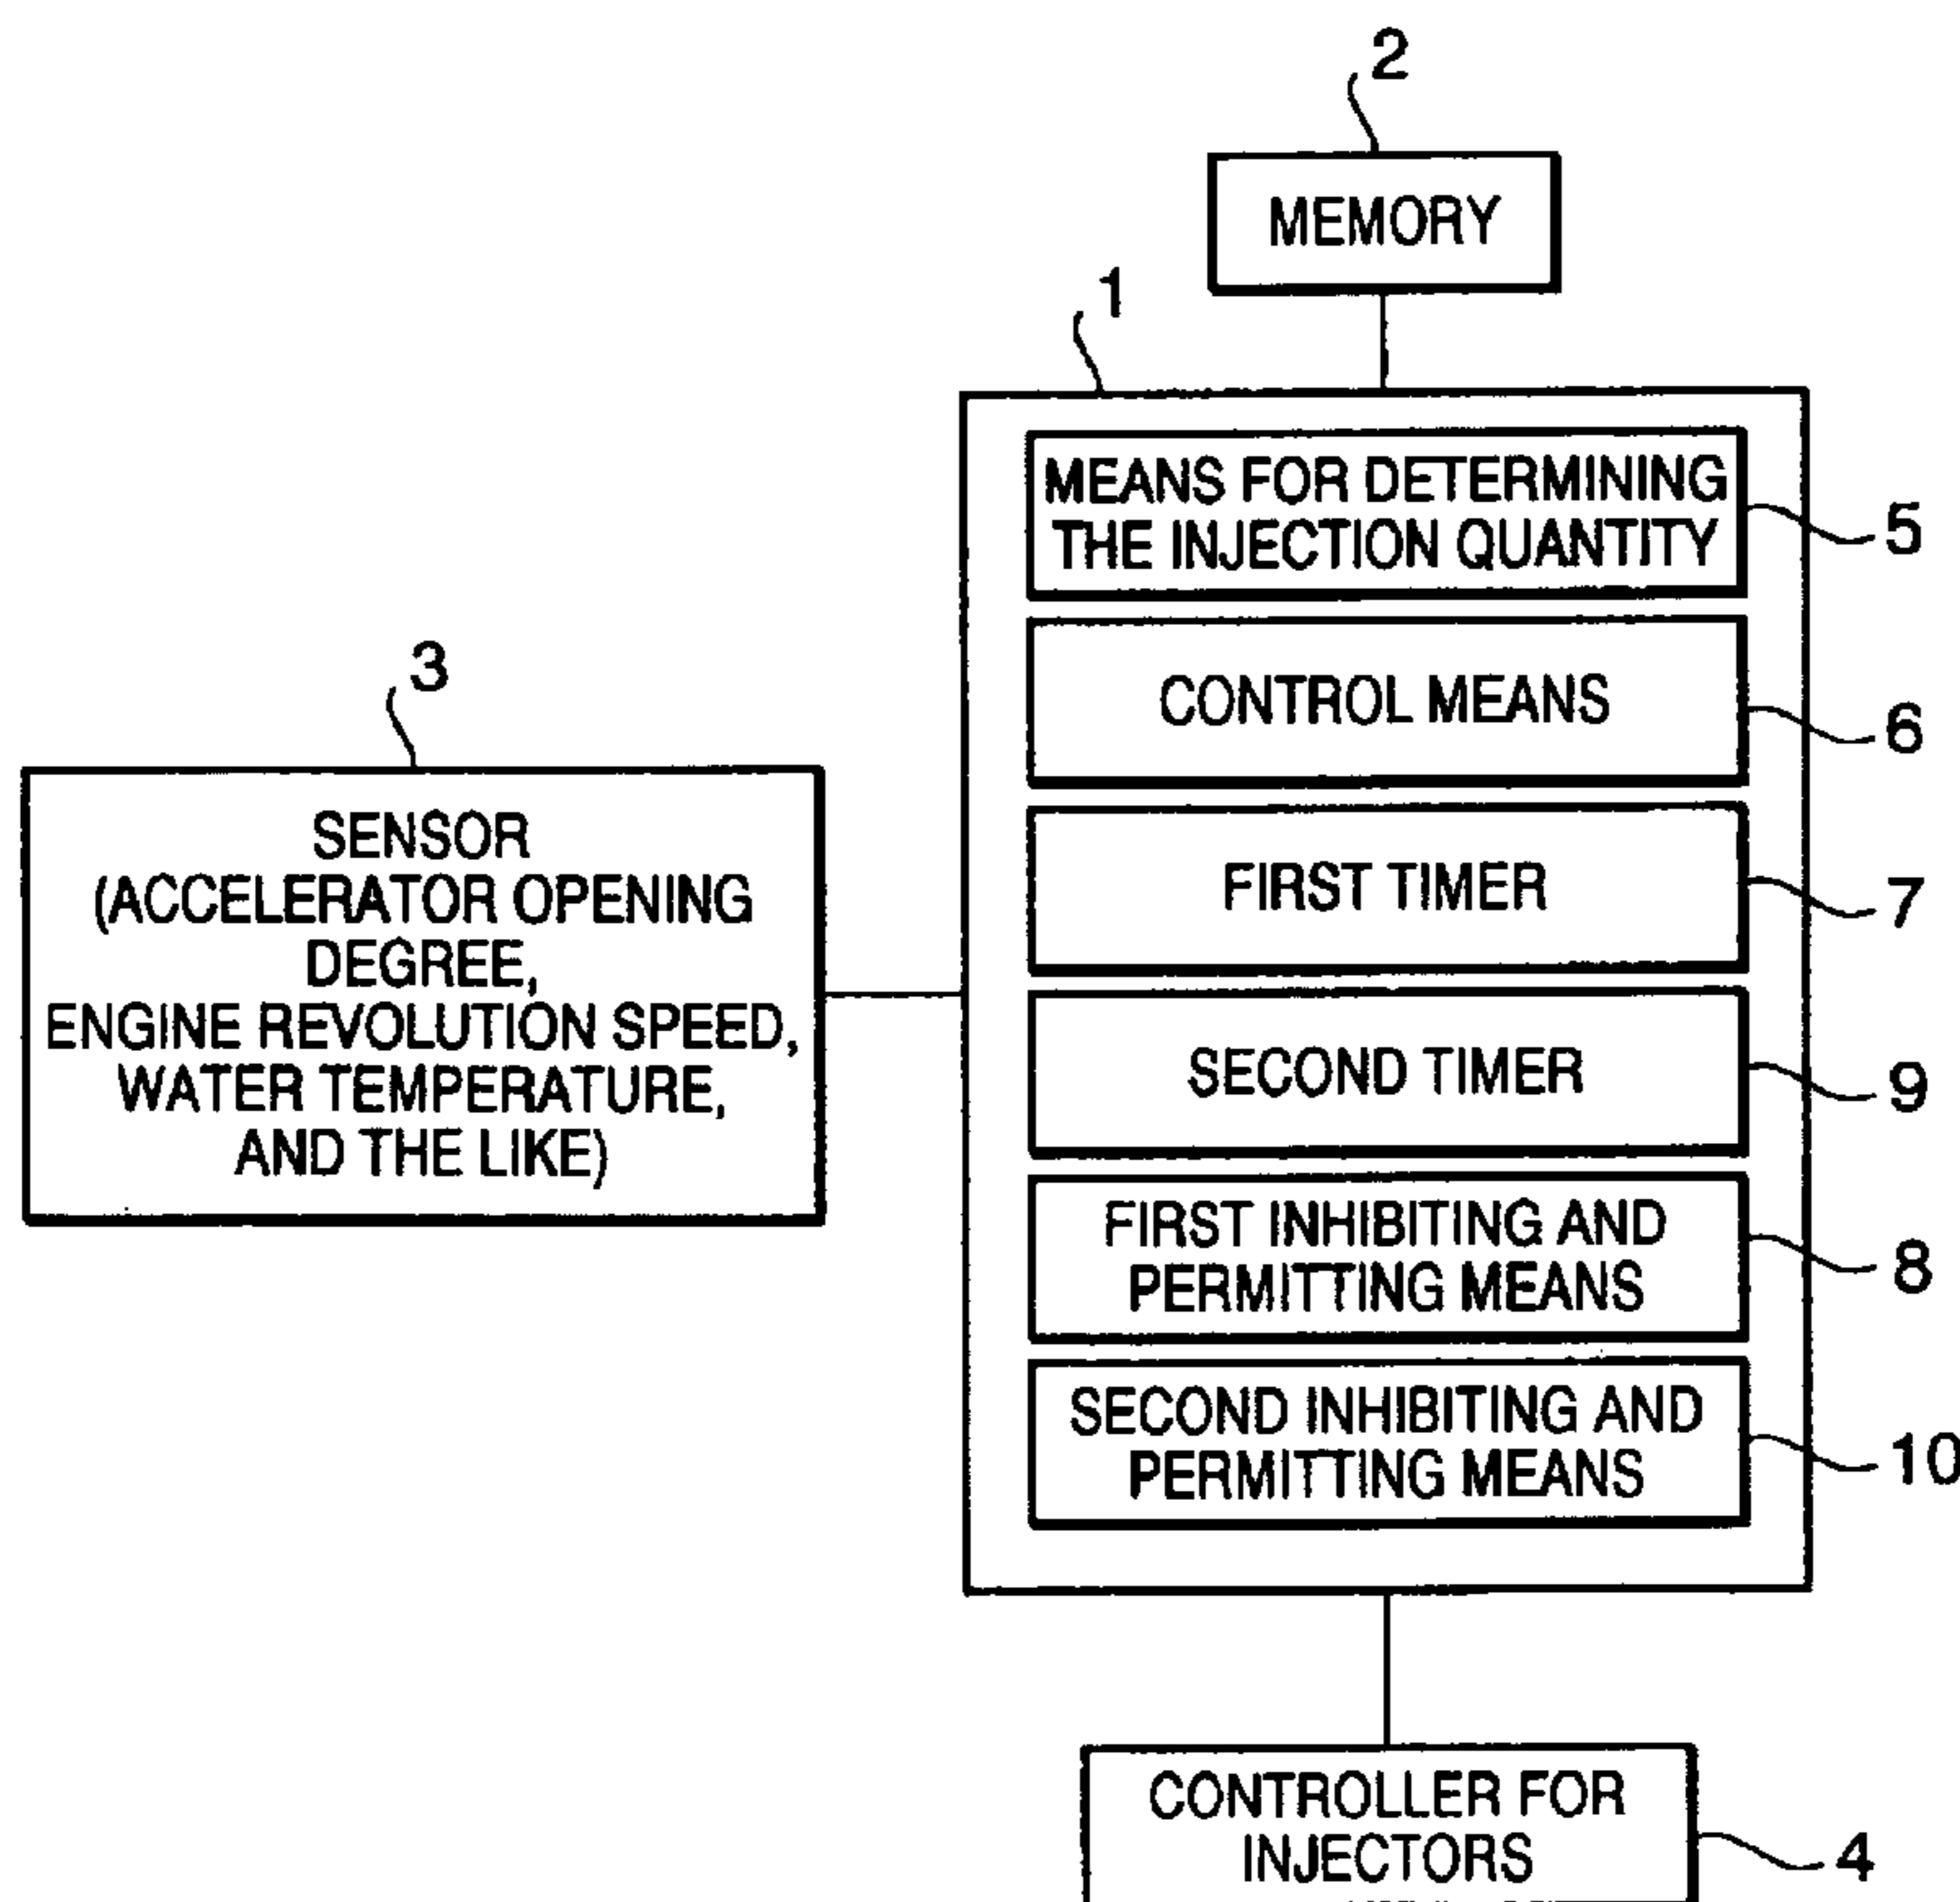 2
MEMORY
1
MEANS FOR DETERMINING
THE INJECTION QUANTITY
5
CONTROL MEANS
6
3
SENSOR
(ACCELERATOR OPENING
DEGREE,
ENGINE REVOLUTION SPEED,
WATER TEMPERATURE,
AND THE LIKE)
FIRST TIMER
7
SECOND TIMER
9
FIRST INHIBITING AND
PERMITTING MEANS
8
SECOND INHIBITING AND
PERMITTING MEANS
10
CONTROLLER FOR
INJECTORS
4